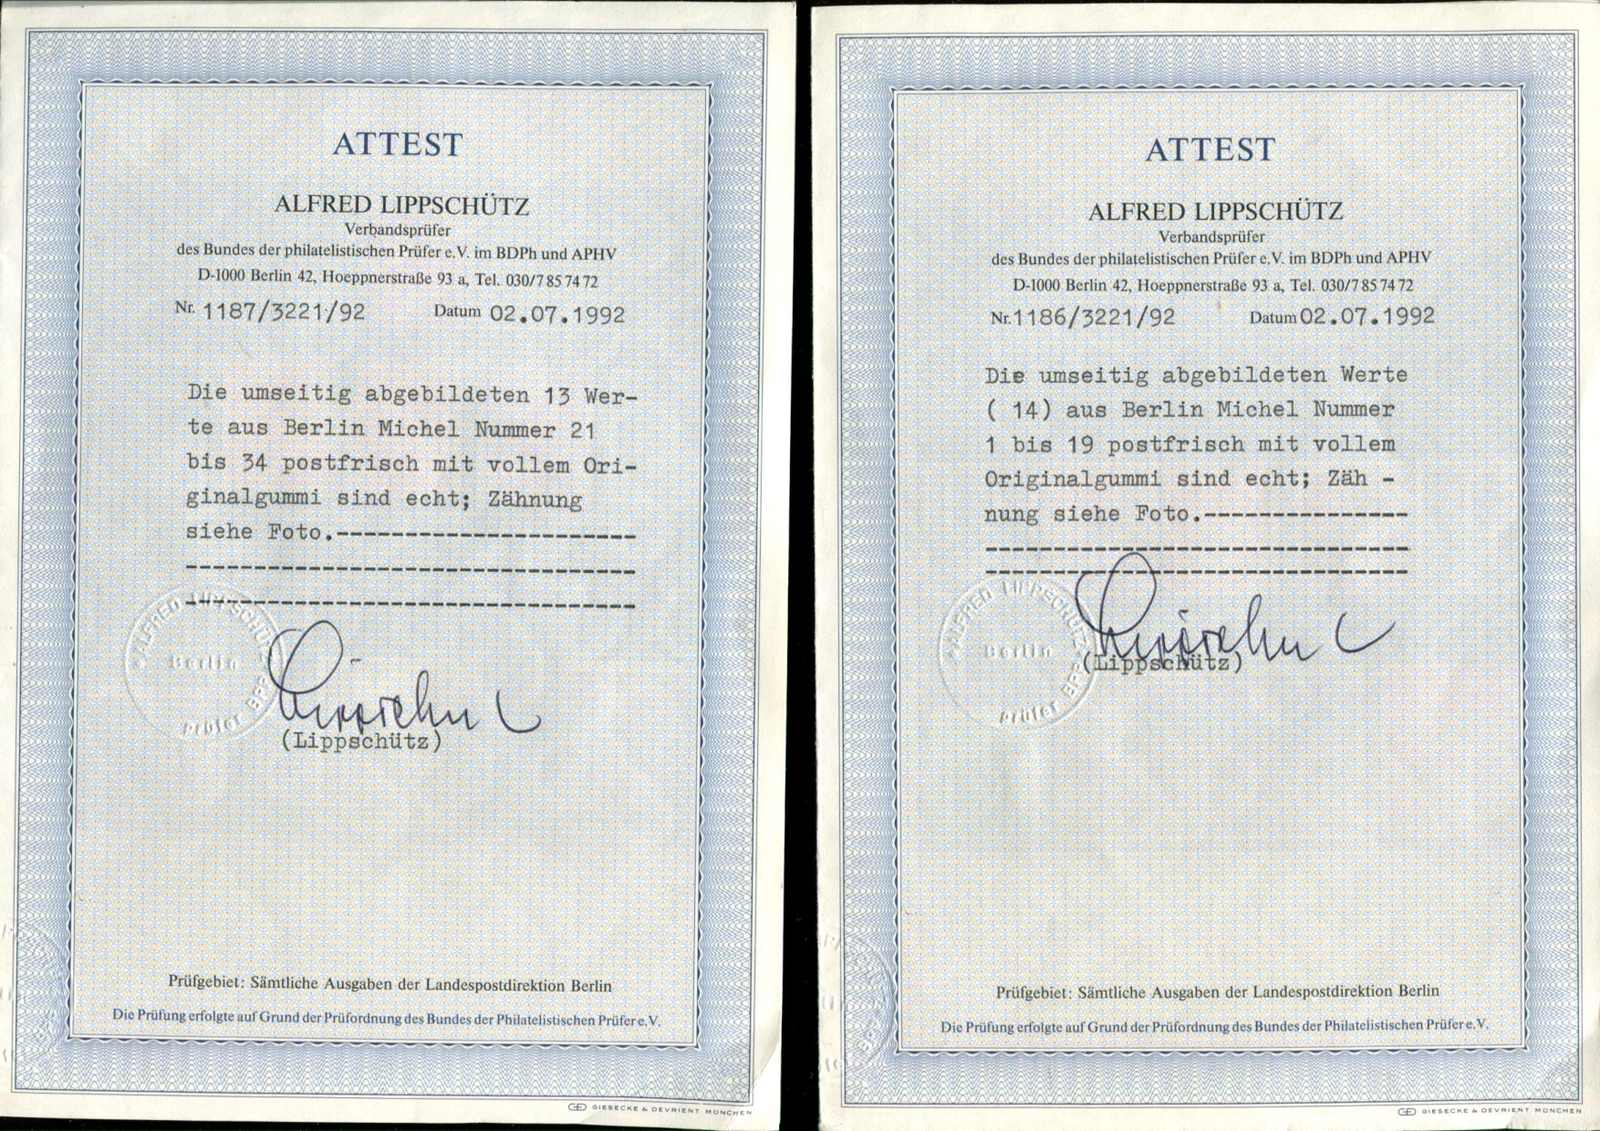 ATTEST
ALFRED LIPPSCHÜTZ
Verbandsprüfer
des Bundes der philatelistischen Prüfer e.V. im BDPh und APHV
D-1000 Berlin 42, Hoeppnerstraße 93 a, Tel. 030/7 85 74 72
Nr. 1187/3221/92 Datum 02.07.1992
Die umseitig abgebildeten 13 Wer-
te aus Berlin Michel Nummer 21
bis 34 postfrisch mit vollem Ori-
ginalgummi sind echt; Zähnung
siehe Foto.
ALFRED LIPPSCHÜTZ BPP
Berlin
Prüfer
(Lippschütz)
Prüfgebiet: Sämtliche Ausgaben der Landespostdirektion Berlin
Die Prüfung erfolgte auf Grund der Prüfordnung des Bundes der Philatelistischen Prüfer e.V.
GIESECKE & DEVRIENT MÜNCHEN
ATTEST
ALFRED LIPPSCHÜTZ
Verbandsprüfer
des Bundes der philatelistischen Prüfer e.V. im BDPh und APHV
D-1000 Berlin 42, Hoeppnerstraße 93 a, Tel. 030/7 85 74 72
Nr. 1186/3221/92 Datum 02.07.1992
Die umseitig abgebildeten Werte
( 14) aus Berlin Michel Nummer
1 bis 19 postfrisch mit vollem
Originalgummi sind echt; Zäh -
nung siehe Foto.
ALFRED LIPPSCHÜTZ BPP
Berlin
Prüfer
(Lippschütz)
Prüfgebiet: Sämtliche Ausgaben der Landespostdirektion Berlin
Die Prüfung erfolgte auf Grund der Prüfordnung des Bundes der Philatelistischen Prüfer e.V.
GIESECKE & DEVRIENT MÜNCHEN